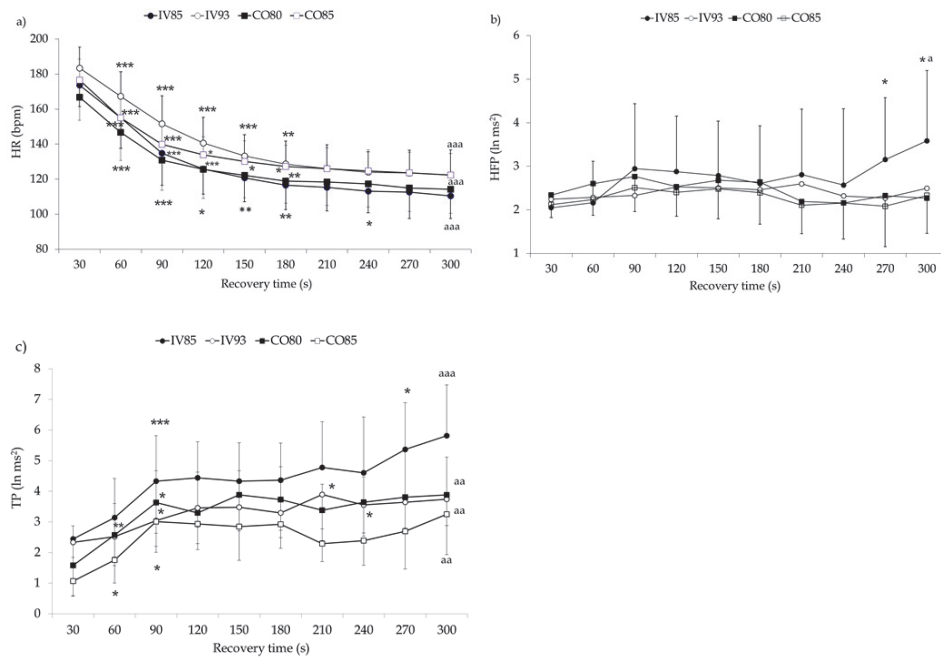 a)
IV85 IV93 CO80 CO85
HR (bpm)
200
180
160
140
120
100
80
*** *** *** *** **
*** *** * * *
*** *** *** **
*** *** * ** ** *
aaa
aaa
aaa
30 60 90 120 150 180 210 240 270 300
Recovery time (s)
b)
IV85 IV93 CO80 CO85
HFP (ln ms²)
6
5
4
3
2
1
* * a
30 60 90 120 150 180 210 240 270 300
Recovery time (s)
c)
IV85 IV93 CO80 CO85
TP (ln ms²)
8
7
6
5
4
3
2
1
0
*** * aaa
** * * * *
* *
aa
aa
aa
30 60 90 120 150 180 210 240 270 300
Recovery time (s)